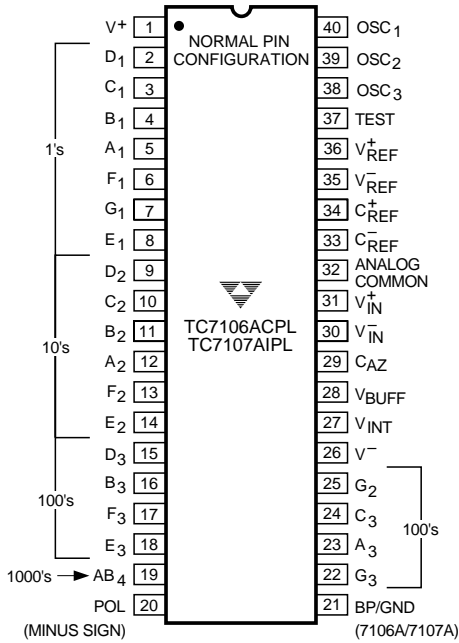 NORMAL PIN
CONFIGURATION
V+ 1
D1 2
C1 3
B1 4
A1 5
F1 6
G1 7
E1 8
1's
D2 9
C2 10
B2 11
A2 12
F2 13
E2 14
10's
D3 15
B3 16
F3 17
E3 18
100's
1000's AB4 19
POL 20
(MINUS SIGN)
TC7106ACPL
TC7107AIPL
40 OSC1
39 OSC2
38 OSC3
37 TEST
36 V+REF
35 V–REF
34 C+REF
33 C–REF
32 ANALOG
COMMON
31 V+IN
30 V–IN
29 CAZ
28 VBUFF
27 VINT
26 V–
25 G2
24 C3
23 A3
22 G3
100's
21 BP/GND
(7106A/7107A)